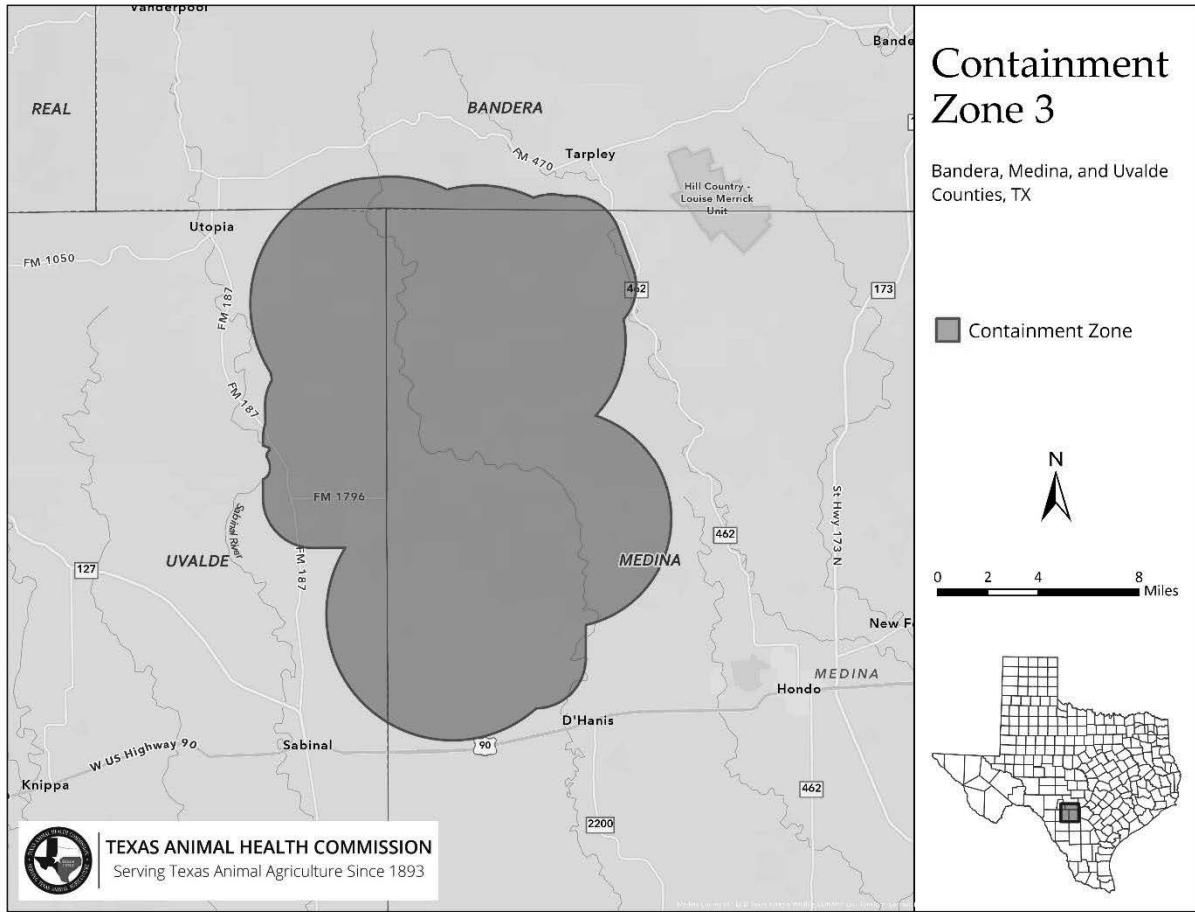 Vanderpool
Bande
REAL
BANDERA
FM 470
Tarpley
Hill Country -
Louise Merrick
Unit
Utopia
FM 1050
FM 187
462
173
FM 187
FM 1796
Sabinal River
FM 187
UVALDE
127
MEDINA
462
St Hwy 173 N
New F
MEDINA
Hondo
D'Hanis
Sabinal
90
W US Highway 90
Knippa
462
2200
TEXAS ANIMAL HEALTH COMMISSION
Serving Texas Animal Agriculture Since 1893
Containment
Zone 3
Bandera, Medina, and Uvalde
Counties, TX
Containment Zone
N
0 2 4 8
Miles